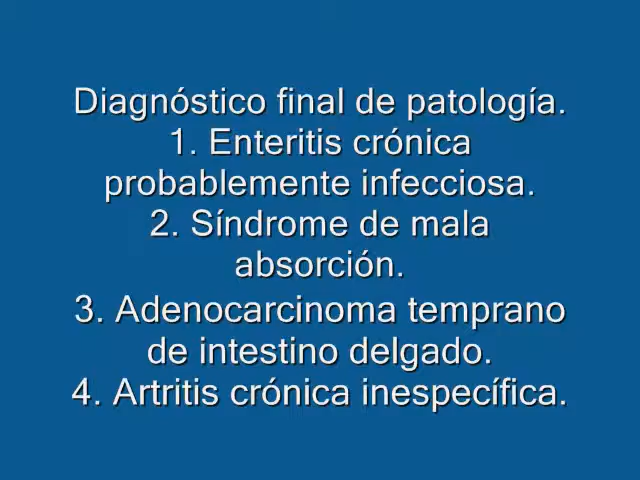 Diagnóstico final de patología.
1. Enteritis crónica
probablemente infecciosa.
2. Síndrome de mala
absorción.
3. Adenocarcinoma temprano
de intestino delgado.
4. Artritis crónica inespecífica.